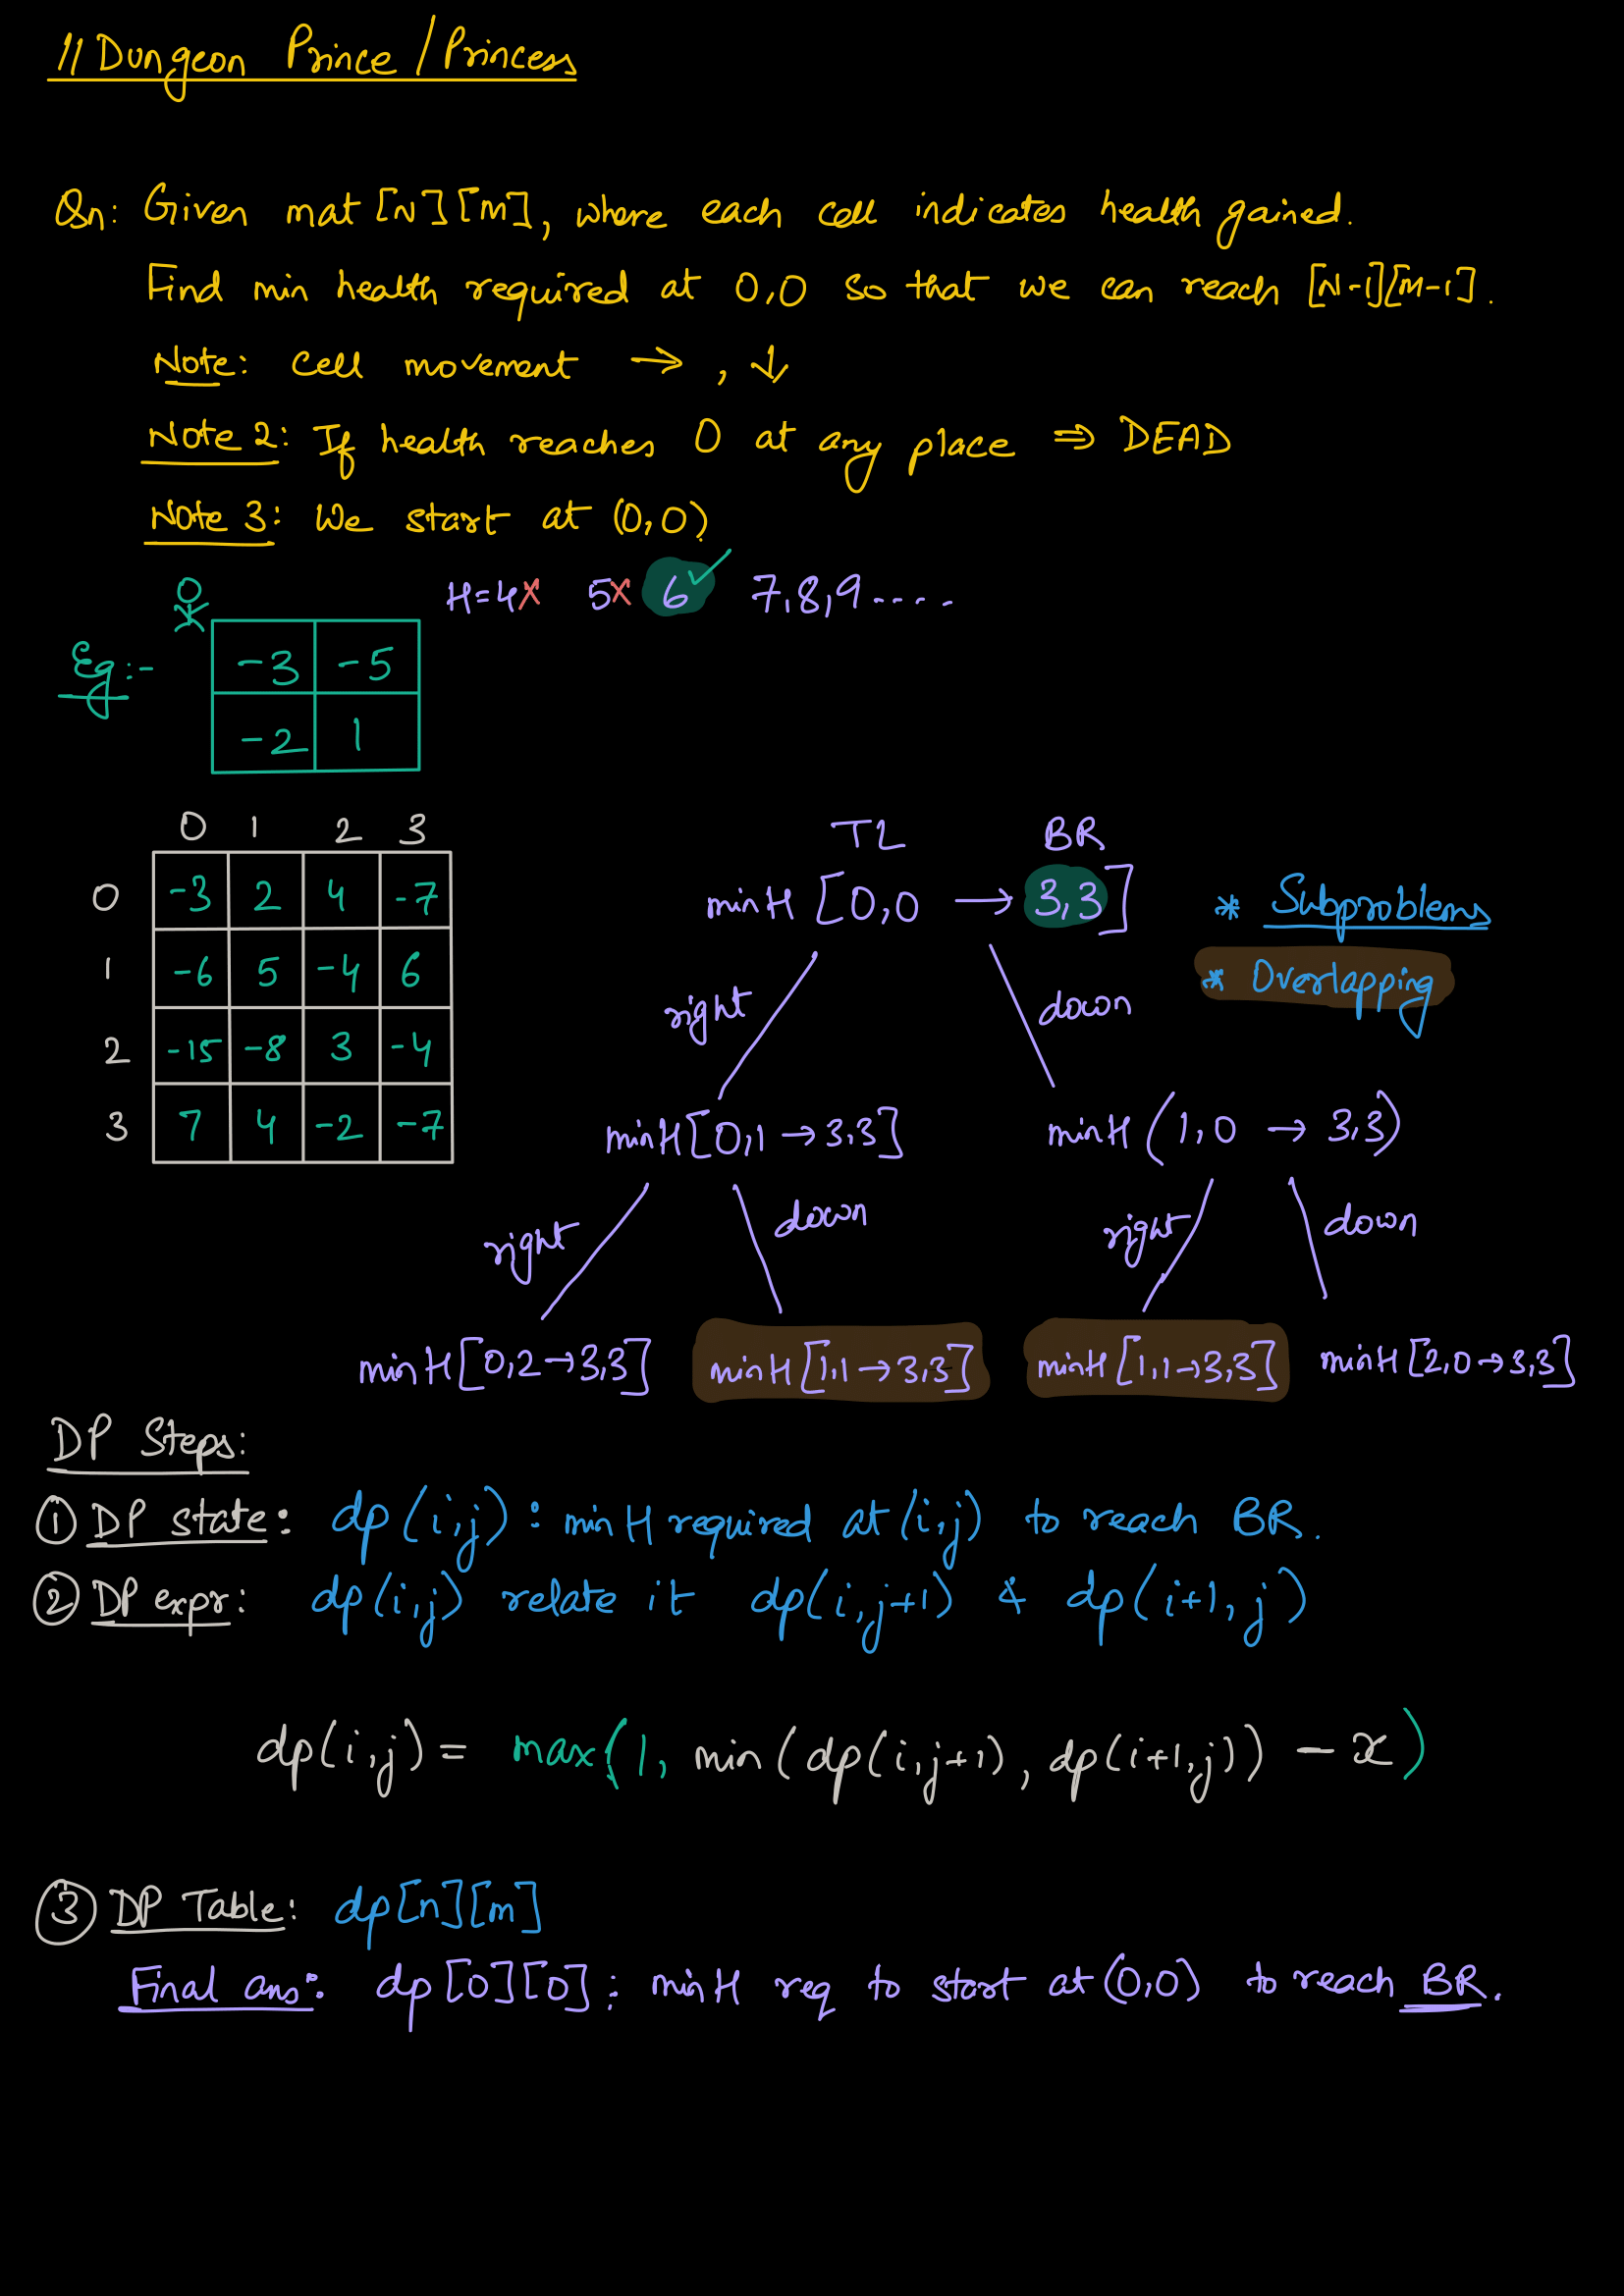 // Dungeon Prince / Princess
Qn: Given mat [N][M], where each cell indicates health gained.
Find min health required at 0,0 so that we can reach [N-1][M-1].
Note: Cell movement → , ↓
Note 2: If health reaches 0 at any place ⇒ DEAD
Note 3: We start at (0,0)
H=4X 5X 6✓ 7,8,9....
Eg:-
-3 -5
-2 1
0 1 2 3
0 -3 2 4 -7
1 -6 5 -4 6
2 -15 -8 3 -4
3 7 4 -2 -7
TL BR
minH [0,0 → 3,3]
* Subproblems
* Overlapping
right down
minH[0,1→3,3] minH(1,0 → 3,3)
right down right down
minH[0,2→3,3] minH[1,1→3,3] minH[1,1→3,3] minH[2,0→3,3]
DP Steps:
① DP state: dp(i,j): minH required at (i,j) to reach BR.
② DP expr: dp(i,j) relate it dp(i,j+1) & dp(i+1,j)
dp(i,j) = max(1, min(dp(i,j+1), dp(i+1,j)) - x)
③ DP Table: dp[n][m]
Final ans: dp[0][0]: minH req to start at (0,0) to reach BR.